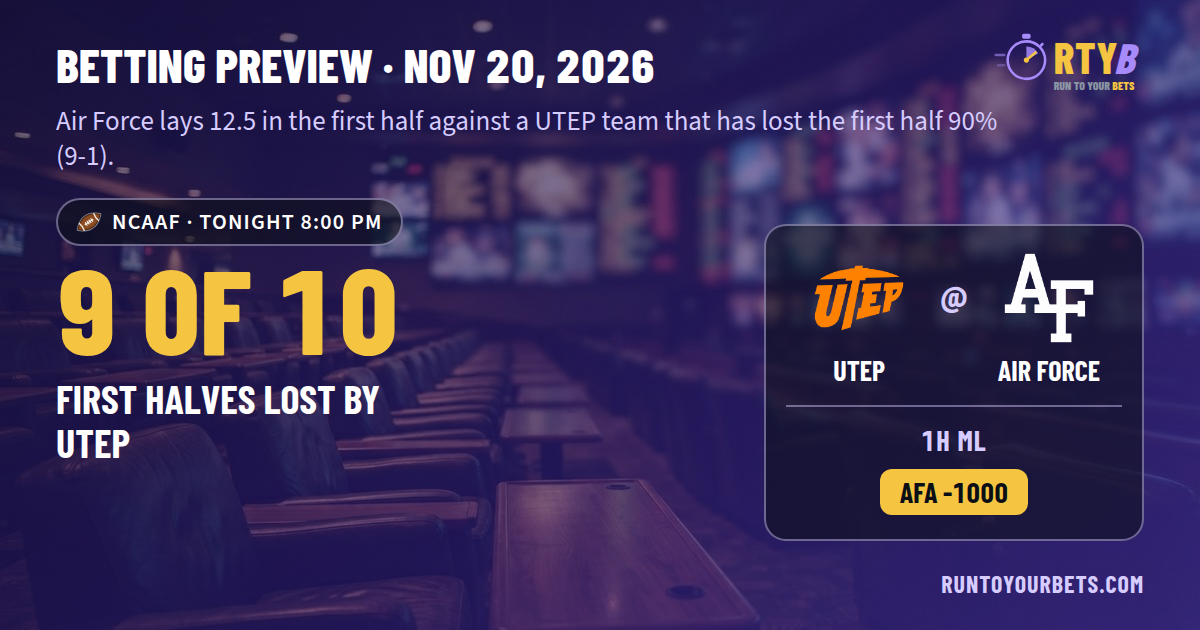 BETTING PREVIEW · NOV 20, 2026
RTYB
RUN TO YOUR BETS
Air Force lays 12.5 in the first half against a UTEP team that has lost the first half 90%
(9-1).
NCAAF · TONIGHT 8:00 PM
9 OF 10
FIRST HALVES LOST BY
UTEP
UTEP
@
AF
UTEP
AIR FORCE
1H ML
AFA -1000
RUNTOYOURBETS.COM